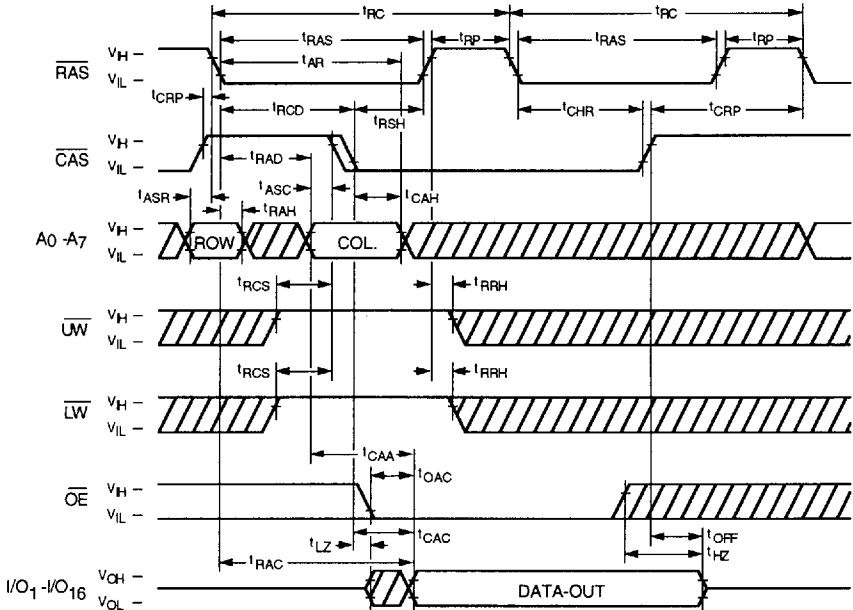 tRC tRC
tRAS tRP tRAS tRP
VIH
RAS
VIL
tAR
tCRP tRCD tRSH tCHR tCRP
VIH
CAS
VIL
tRAD
tASR tASC tCAH
tRAH
VIH
A0 -A7 ROW COL.
VIL
tRCS tRRH
VIH
UW
VIL
tRCS tRRH
VIH
LW
VIL
tCAA
tOAC
VIH
OE
VIL
tLZ tCAC tOFF
tRAC tHZ
VOH
I/O1 -I/O16 DATA-OUT
VOL